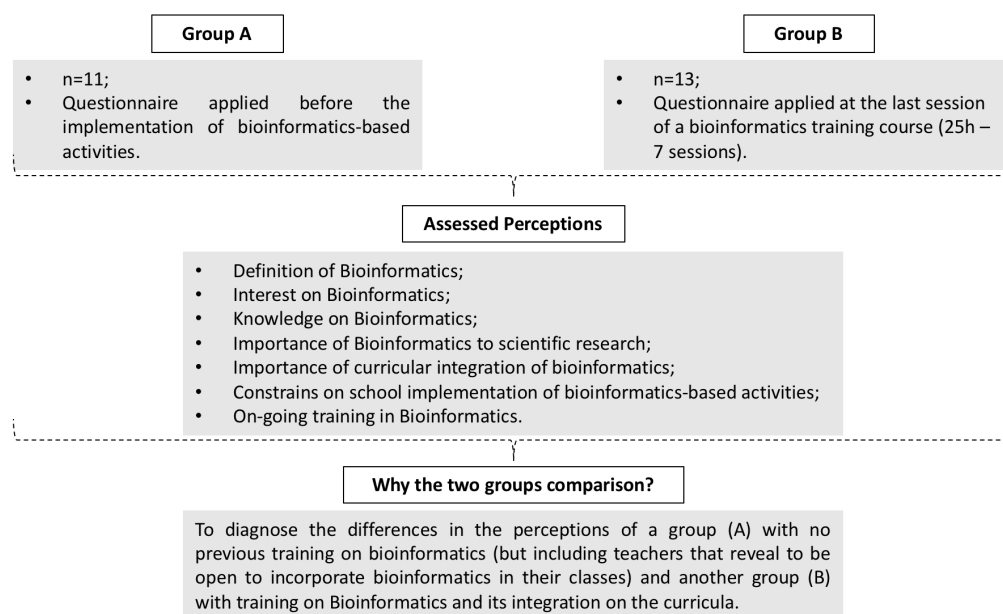 Group A
• n=11;
• Questionnaire applied before the
implementation of bioinformatics-based
activities.
Group B
• n=13;
• Questionnaire applied at the last session
of a bioinformatics training course (25h –
7 sessions).
Assessed Perceptions
• Definition of Bioinformatics;
• Interest on Bioinformatics;
• Knowledge on Bioinformatics;
• Importance of Bioinformatics to scientific research;
• Importance of curricular integration of bioinformatics;
• Constrains on school implementation of bioinformatics-based activities;
• On-going training in Bioinformatics.
Why the two groups comparison?
To diagnose the differences in the perceptions of a group (A) with no
previous training on bioinformatics (but including teachers that reveal to be
open to incorporate bioinformatics in their classes) and another group (B)
with training on Bioinformatics and its integration on the curricula.